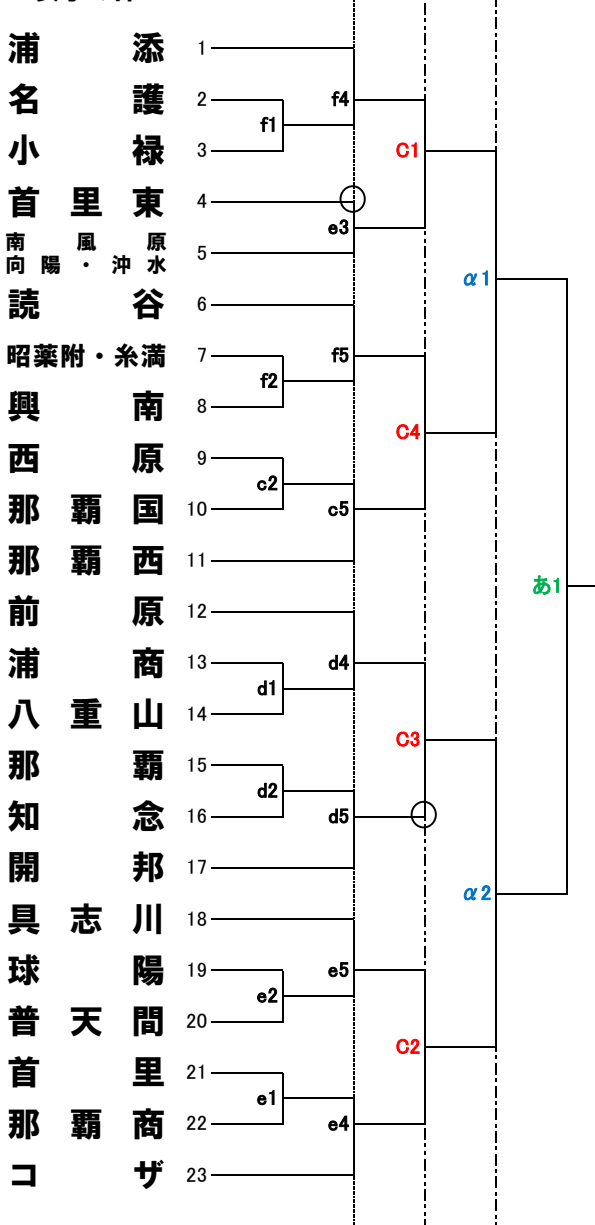 浦添 1
名護 2
小禄 3
首里東 4
南風原
向陽・沖水 5
読谷 6
昭薬附・糸満 7
興南 8
西原 9
那覇国 10
那覇西 11
前原 12
浦商 13
八重山 14
那覇 15
知念 16
開邦 17
具志川 18
球陽 19
普天間 20
首里 21
那覇商 22
コザ 23
f1
f2
c2
d1
d2
e2
e1
f4
e3
f5
c5
d4
d5
e5
e4
C1
C4
C3
C2
α1
α2
あ1